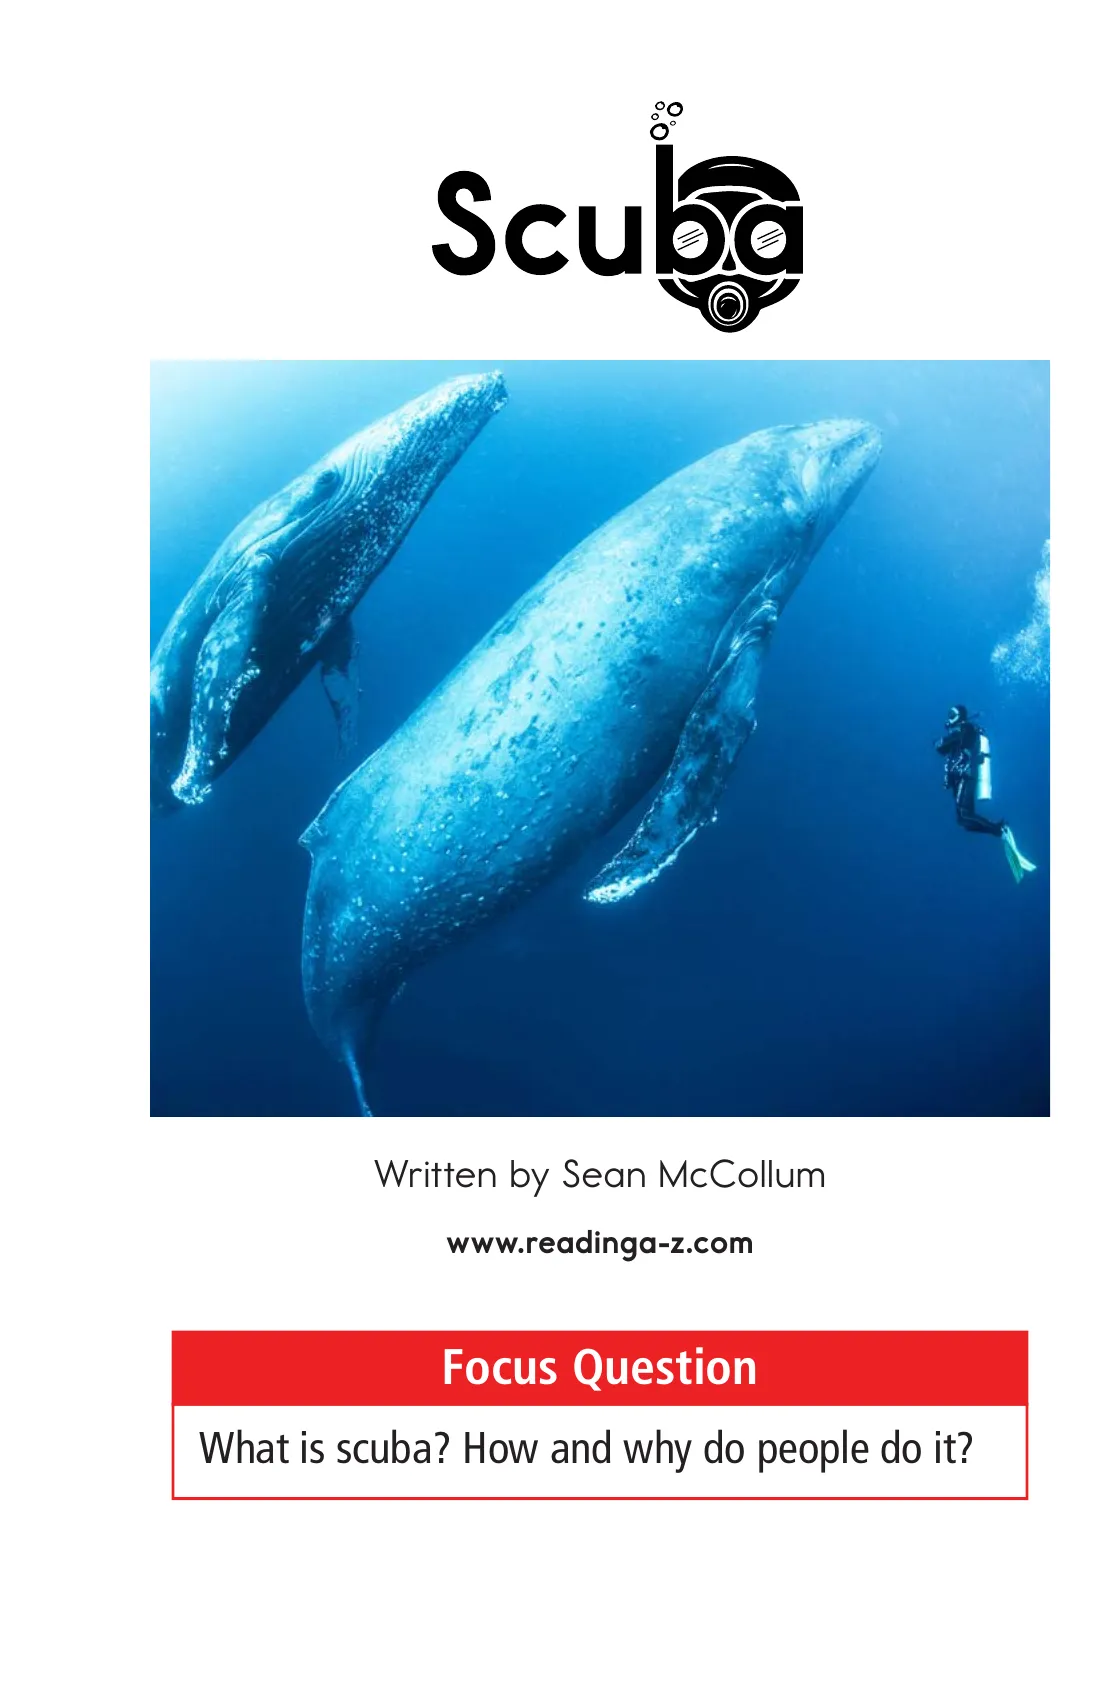 Scuba
Written by Sean McCollum
www.readinga-z.com
Focus Question
What is scuba? How and why do people do it?